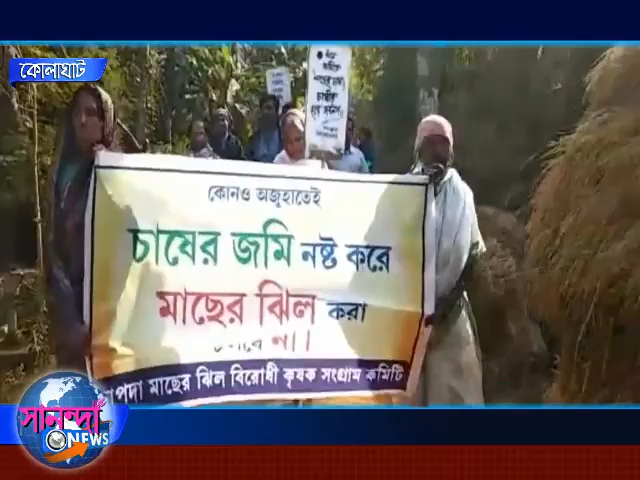 কোলাঘাট
কোনও অজুহাতেই
চাষের জমি নষ্ট করে
মাছের ঝিল করা
না।
মাছের ঝিল বিরোধী কৃষক সংগ্রাম কমিটি
সানন্দা
NEWS